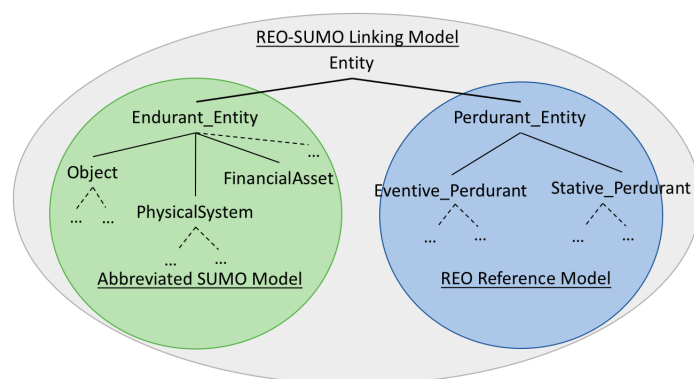 REO-SUMO Linking Model
Entity
Endurant_Entity
Perdurant_Entity
...
Object
FinancialAsset
Eventive_Perdurant
Stative_Perdurant
PhysicalSystem
... ...
... ...
... ...
... ...
Abbreviated SUMO Model
REO Reference Model